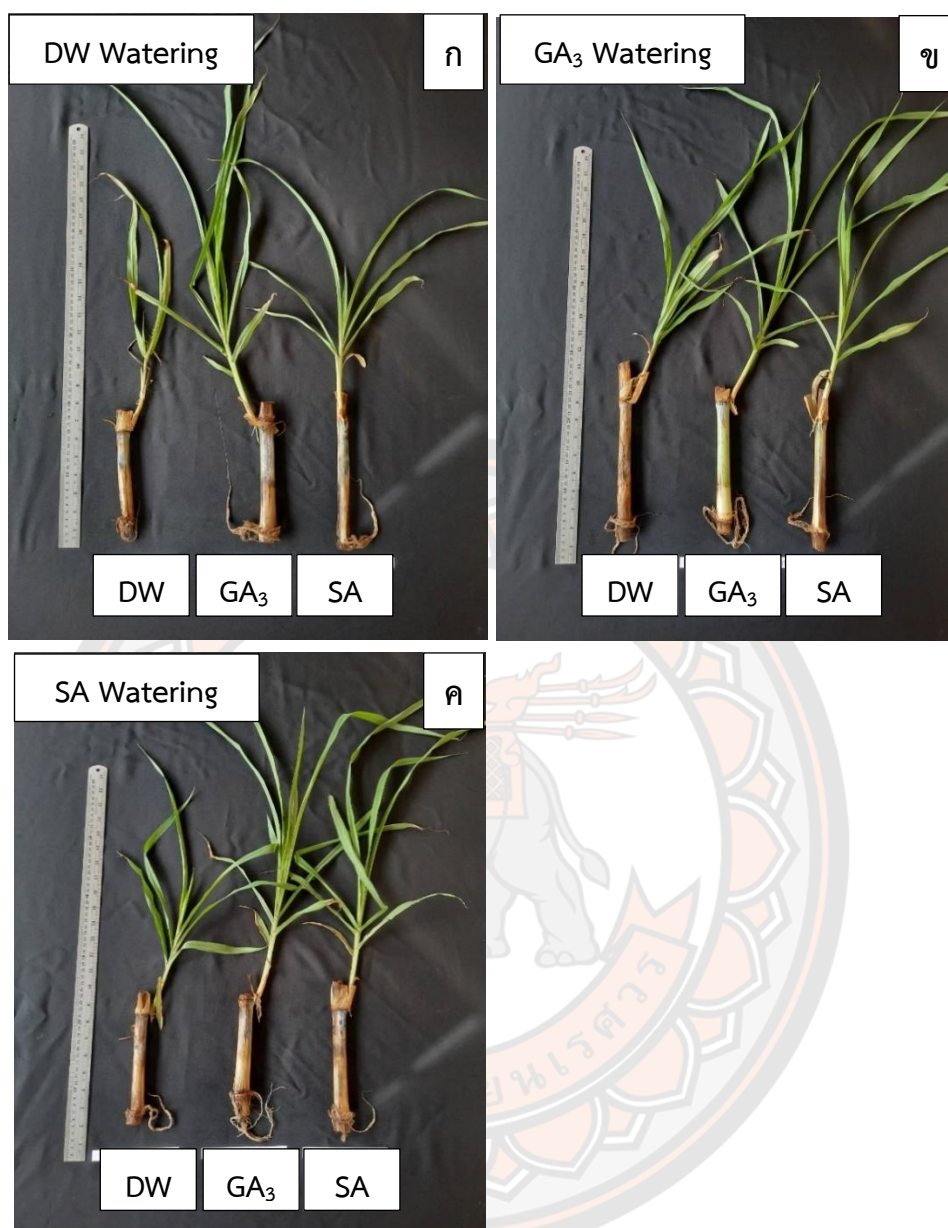 DW Watering
ก
DW
GA₃
SA
GA₃ Watering
ข
DW
GA₃
SA
SA Watering
ค
DW
GA₃
SA